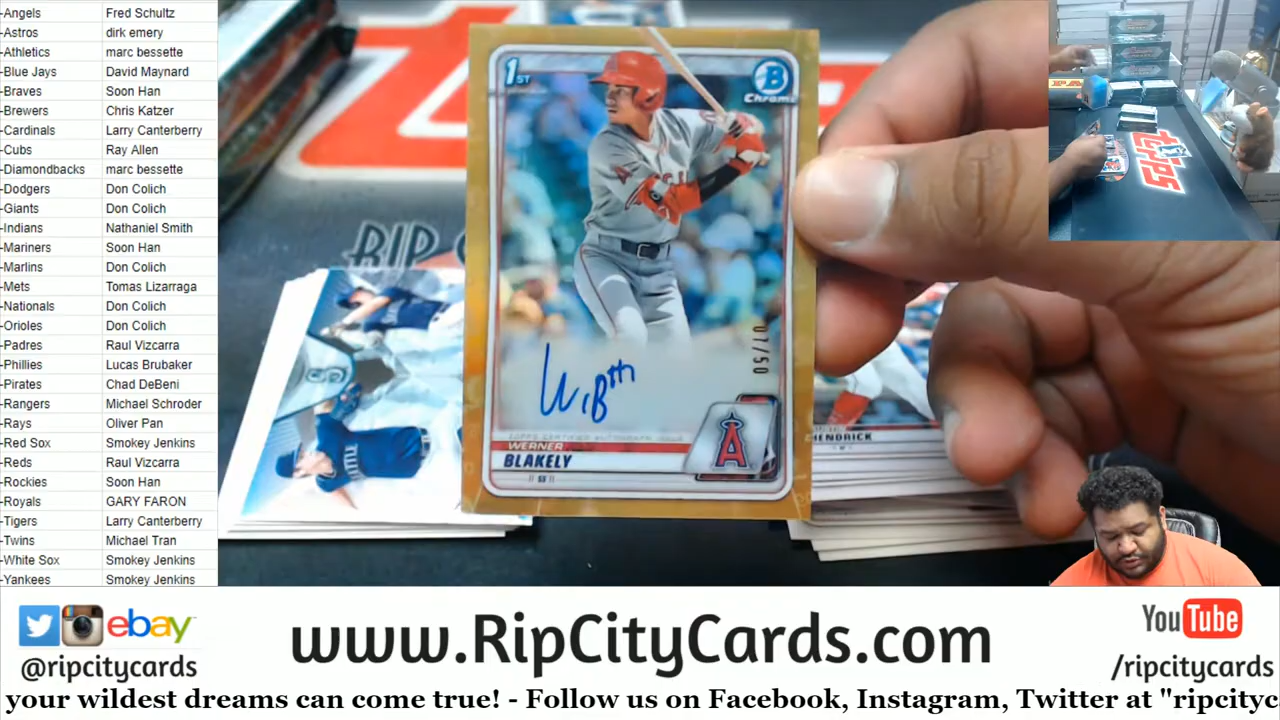 -Angels Fred Schultz
-Astros dirk emery
-Athletics marc bessette
-Blue Jays David Maynard
-Braves Soon Han
-Brewers Chris Katzer
-Cardinals Larry Canterberry
-Cubs Ray Allen
-Diamondbacks marc bessette
-Dodgers Don Colich
-Giants Don Colich
-Indians Nathaniel Smith
-Mariners Soon Han
-Marlins Don Colich
-Mets Tomas Lizarraga
-Nationals Don Colich
-Orioles Don Colich
-Padres Raul Vizcarra
-Phillies Lucas Brubaker
-Pirates Chad DeBeni
-Rangers Michael Schroder
-Rays Oliver Pan
-Red Sox Smokey Jenkins
-Reds Raul Vizcarra
-Rockies Soon Han
-Royals GARY FARON
-Tigers Larry Canterberry
-Twins Michael Tran
-White Sox Smokey Jenkins
-Yankees Smokey Jenkins
1ST
B
Chrome
07/50
TOPPS CERTIFIED AUTOGRAPH ISSUE
WERNER
BLAKELY
A
HENDRICK
RIP
Topps
ebay
@ripcitycards
www.RipCityCards.com
YouTube
/ripcitycards
your wildest dreams can come true! - Follow us on Facebook, Instagram, Twitter at "ripcityc